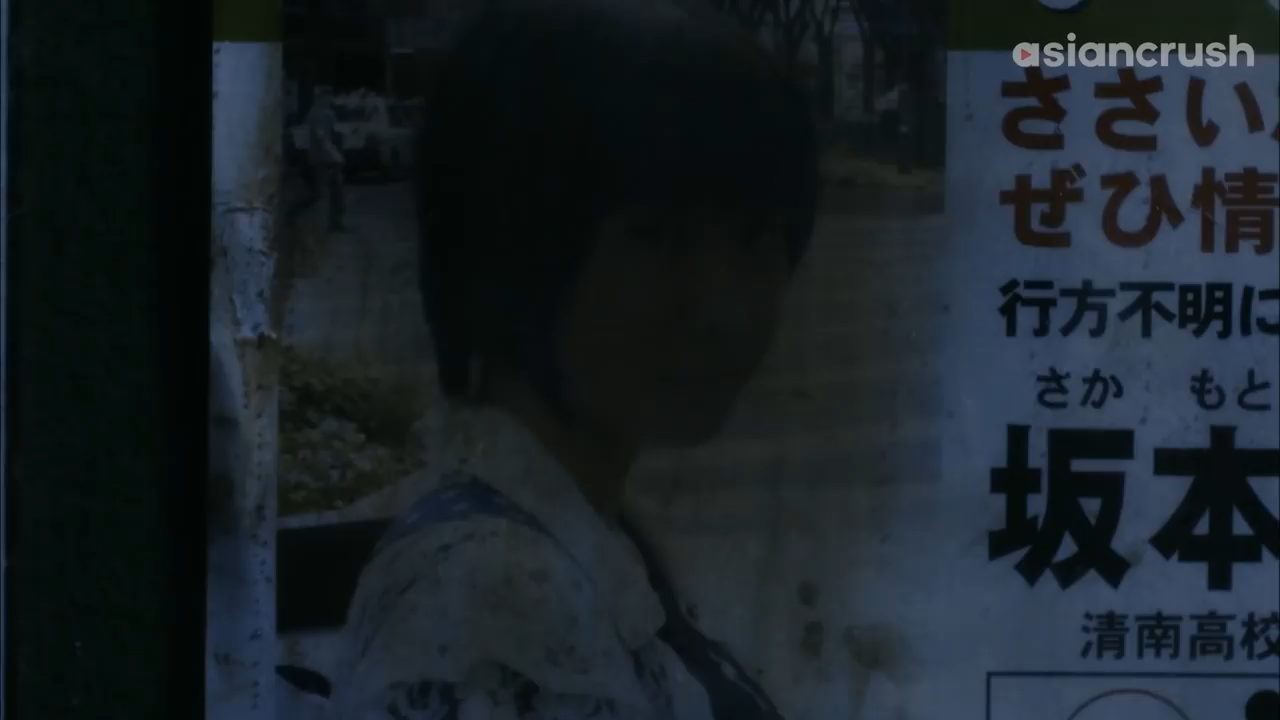 asiancrush
ささい
ぜひ情
行方不明に
さか もと
坂本
清南高校